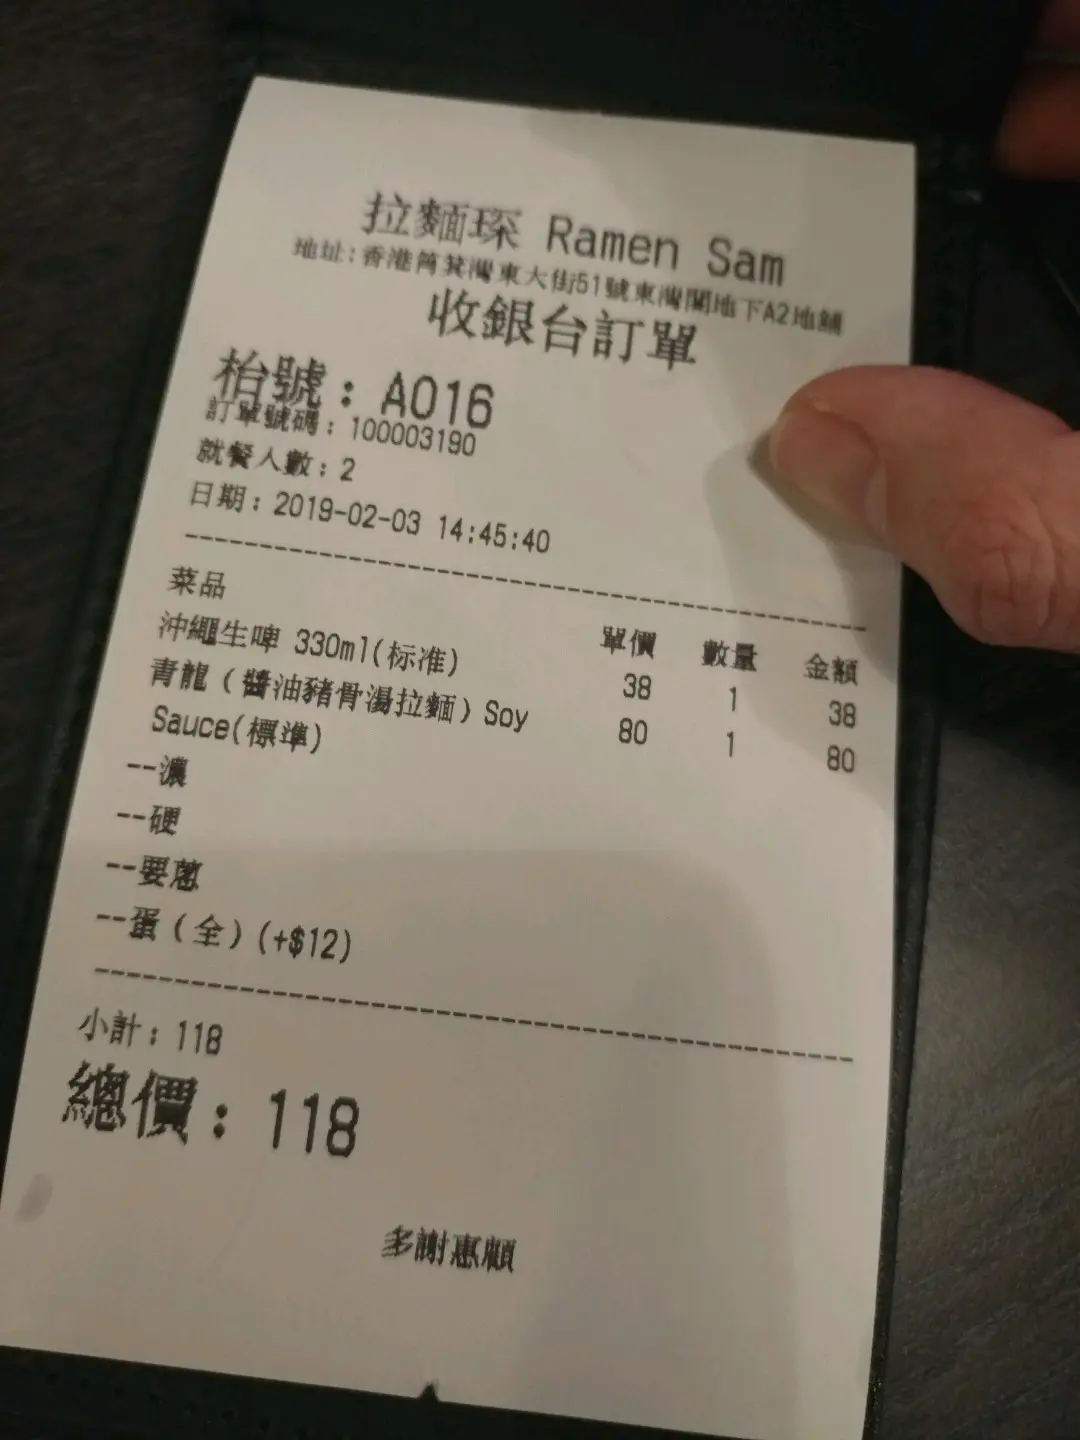 拉麵琛 Ramen Sam
地址:香港筲箕灣東大街51號東灣閣地下A2地舖
收銀台訂單
枱號：A016
訂單號碼：100003190
就餐人數：2
日期：2019-02-03 14:45:40
菜品 單價 數量 金額
沖繩生啤 330ml(标准) 38 1 38
青龍（醬油豬骨湯拉麵）Soy 80 1 80
Sauce(標準)
--濃
--硬
--要蔥
--蛋（全）(+$12)
小計：118
總價：118
多謝惠顧